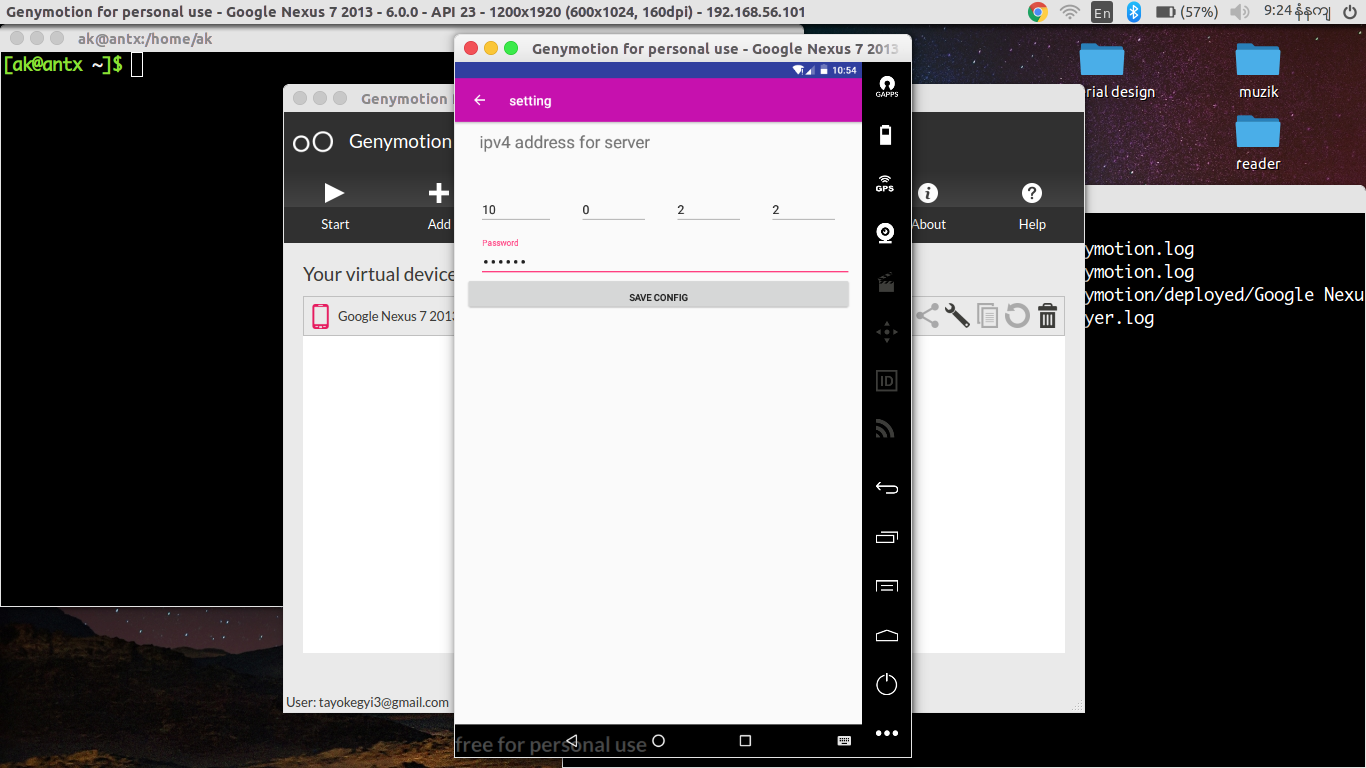 Genymotion for personal use - Google Nexus 7 2013 - 6.0.0 - API 23 - 1200x1920 (600x1024, 160dpi) - 192.168.56.101
En
(57%)
9:24 နံနက္
ak@antx:/home/ak
[ak@antx ~]$
Genymotion for personal use - Google Nexus 7 2013
10:54
setting
ipv4 address for server
10 0 2 2
Password
SAVE CONFIG
free for personal use
GAPPS
GPS
ID
Genymotion
Genymotion
Start
Add
About
Help
Your virtual device
Google Nexus 7 2013
User: tayokegyi3@gmail.com
rial design
muzik
reader
ymotion.log
ymotion.log
ymotion/deployed/Google Nexu
yer.log